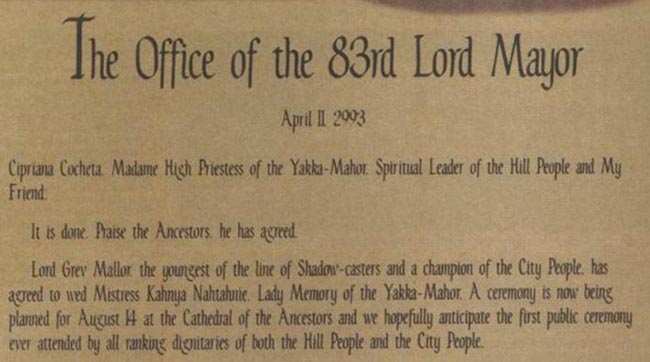 The Office of the 83rd Lord Mayor
April 11 2993
Cipriana Cocheta, Madame High Priestess of the Yakka-Mahor, Spiritual Leader of the Hill People and My
Friend:
It is done. Praise the Ancestors, he has agreed.
Lord Grey Mallor, the youngest of the line of Shadow-casters and a champion of the City People, has
agreed to wed Mistress Kahnya Nahtahnie, Lady Memory of the Yakka-Mahor. A ceremony is now being
planned for August 14 at the Cathedral of the Ancestors and we hopefully anticipate the first public ceremony
ever attended by all ranking dignitaries of both the Hill People and the City People.